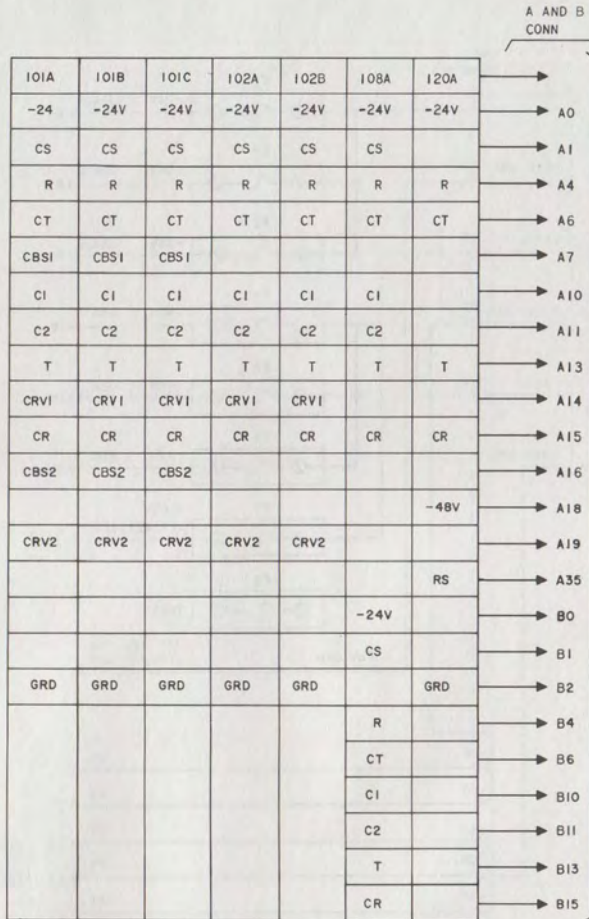 A AND B
CONN
101A 101B 101C 102A 102B 108A 120A
-24 -24V -24V -24V -24V -24V -24V A0
CS CS CS CS CS CS A1
R R R R R R R A4
CT CT CT CT CT CT CT A6
CBS1 CBS1 CBS1 A7
C1 C1 C1 C1 C1 C1 A10
C2 C2 C2 C2 C2 C2 A11
T T T T T T T A13
CRV1 CRV1 CRV1 CRV1 CRV1 A14
CR CR CR CR CR CR CR A15
CBS2 CBS2 CBS2 A16
-48V A18
CRV2 CRV2 CRV2 CRV2 CRV2 A19
RS A35
-24V B0
CS B1
GRD GRD GRD GRD GRD GRD B2
R B4
CT B6
C1 B10
C2 B11
T B13
CR B15